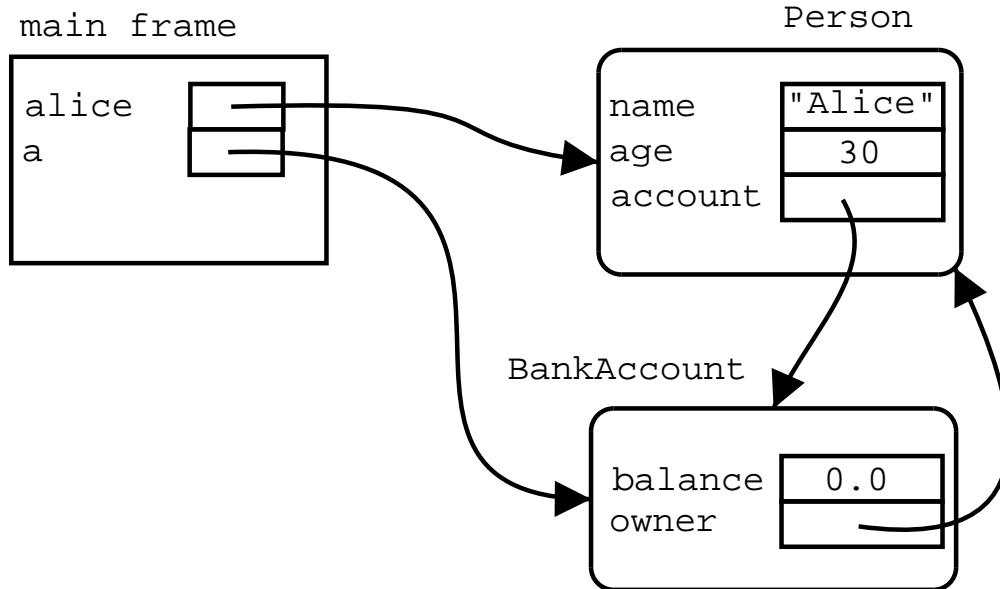 main frame
alice
a
Person
name "Alice"
age 30
account
BankAccount
balance 0.0
owner